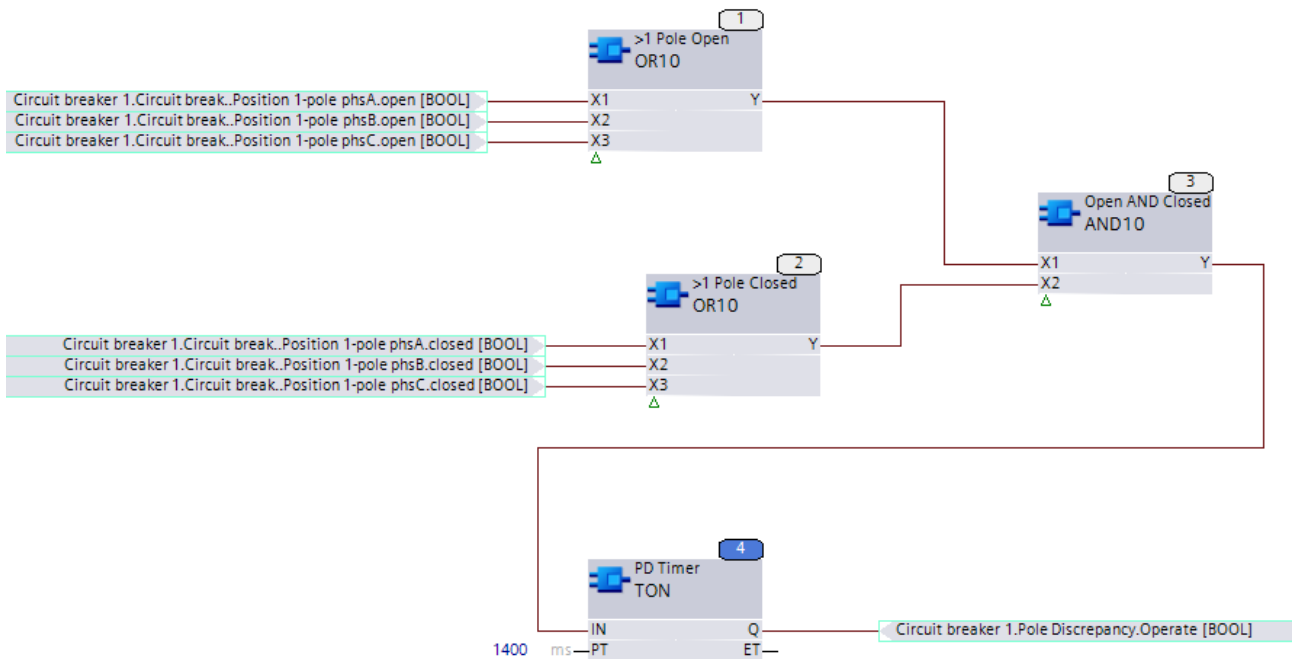 1
>1 Pole Open
OR10
Circuit breaker 1.Circuit break..Position 1-pole phsA.open [BOOL]
X1
Y
Circuit breaker 1.Circuit break..Position 1-pole phsB.open [BOOL]
X2
Circuit breaker 1.Circuit break..Position 1-pole phsC.open [BOOL]
X3
3
Open AND Closed
AND10
X1
Y
X2
2
>1 Pole Closed
OR10
Circuit breaker 1.Circuit break..Position 1-pole phsA.closed [BOOL]
X1
Y
Circuit breaker 1.Circuit break..Position 1-pole phsB.closed [BOOL]
X2
Circuit breaker 1.Circuit break..Position 1-pole phsC.closed [BOOL]
X3
4
PD Timer
TON
IN
Q
Circuit breaker 1.Pole Discrepancy.Operate [BOOL]
1400 ms
PT
ET